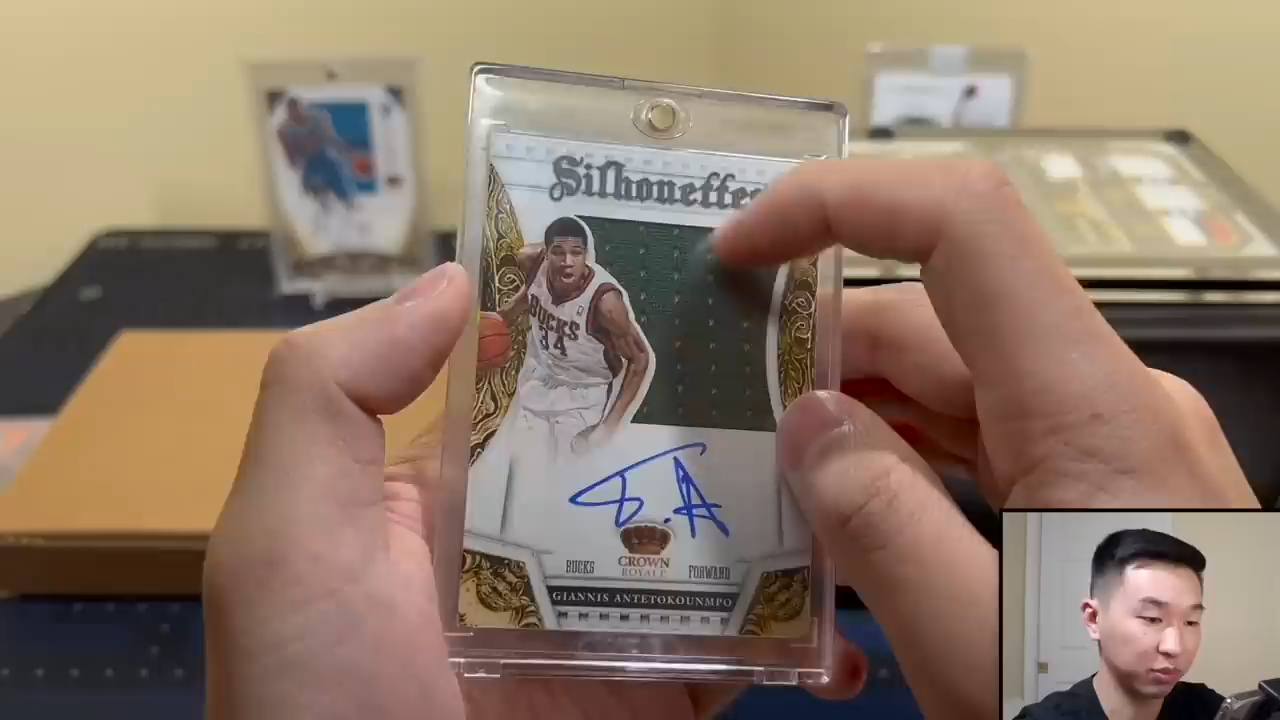 Silhouettes
BUCKS
34
BUCKS
CROWN
ROYALE
FORWARD
GIANNIS ANTETOKOUNMPO